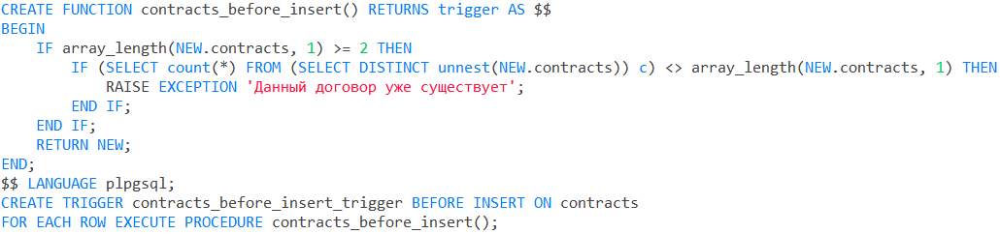 CREATE FUNCTION contracts_before_insert() RETURNS trigger AS $$
BEGIN
    IF array_length(NEW.contracts, 1) >= 2 THEN
        IF (SELECT count(*) FROM (SELECT DISTINCT unnest(NEW.contracts)) c) <> array_length(NEW.contracts, 1) THEN
            RAISE EXCEPTION 'Данный договор уже существует';
        END IF;
    END IF;
    RETURN NEW;
END;
$$ LANGUAGE plpgsql;
CREATE TRIGGER contracts_before_insert_trigger BEFORE INSERT ON contracts
FOR EACH ROW EXECUTE PROCEDURE contracts_before_insert();